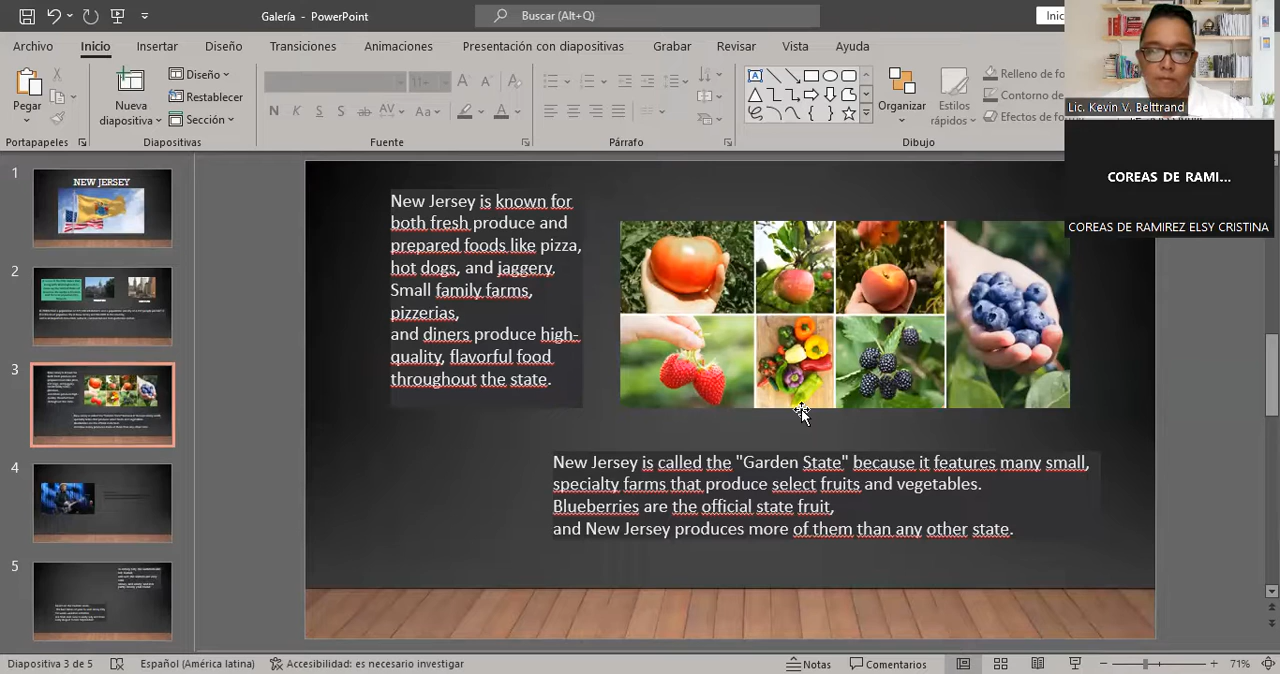 Galería - PowerPoint
Buscar (Alt+Q)
Inic
Archivo
Inicio
Insertar
Diseño
Transiciones
Animaciones
Presentación con diapositivas
Grabar
Revisar
Vista
Ayuda
Pegar
Nueva
diapositiva
Diseño
Restablecer
Sección
Organizar
Estilos
rápidos
Relleno de fo
Contorno de
Efectos de form
Portapapeles
Diapositivas
Fuente
Párrafo
Dibujo
Lic. Kevin V. Belttrand
COREAS DE RAMI...
COREAS DE RAMIREZ ELSY CRISTINA
1
NEW JERSEY
2
3
4
5
New Jersey is known for
both fresh produce and
prepared foods like pizza,
hot dogs, and jaggery.
Small family farms,
pizzerias,
and diners produce high-
quality, flavorful food
throughout the state.
New Jersey is called the "Garden State" because it features many small,
specialty farms that produce select fruits and vegetables.
Blueberries are the official state fruit,
and New Jersey produces more of them than any other state.
Diapositiva 3 de 5
Español (América latina)
Accesibilidad: es necesario investigar
Notas
Comentarios
71%